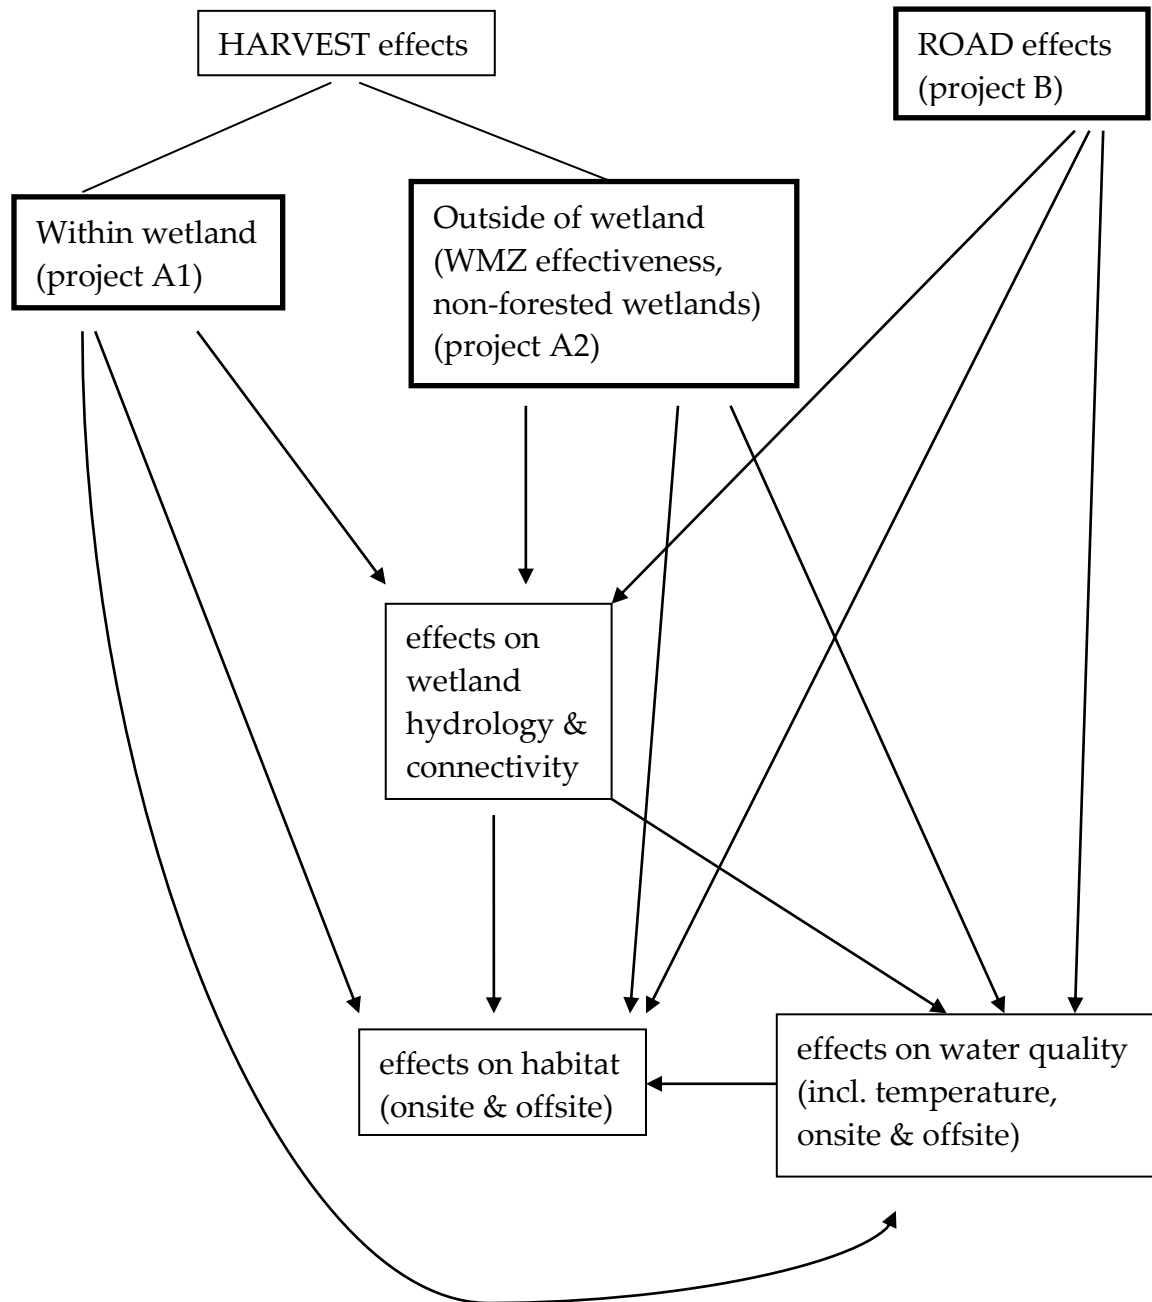 HARVEST effects
ROAD effects
(project B)
Within wetland
(project A1)
Outside of wetland
(WMZ effectiveness,
non-forested wetlands)
(project A2)
effects on
wetland
hydrology &
connectivity
effects on habitat
(onsite & offsite)
effects on water quality
(incl. temperature,
onsite & offsite)